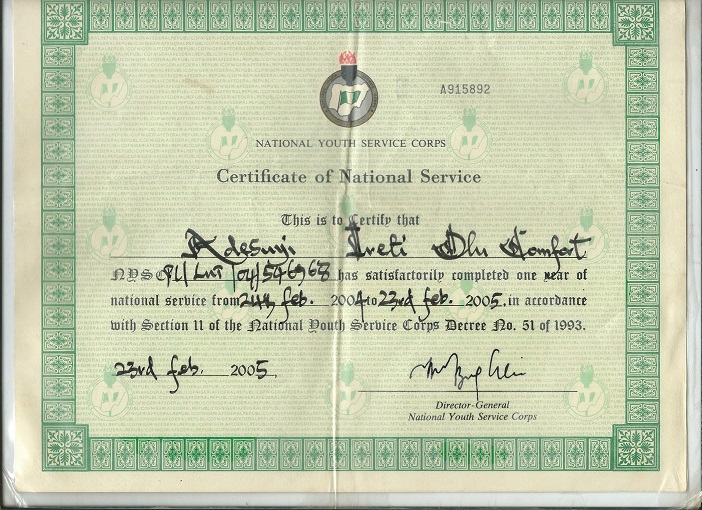 A915892
NATIONAL YOUTH SERVICE CORPS
Certificate of National Service
This is to Certify that
Adesuyi Ireti Olu Comfort
NYSC PL/LWT/04/546968 has satisfactorily completed one year of
national service from 24th feb. 2004 to 23rd feb. 2005, in accordance
with Section 11 of the National Youth Service Corps Decree No. 51 of 1993.
23rd feb. 2005
Director-General
National Youth Service Corps